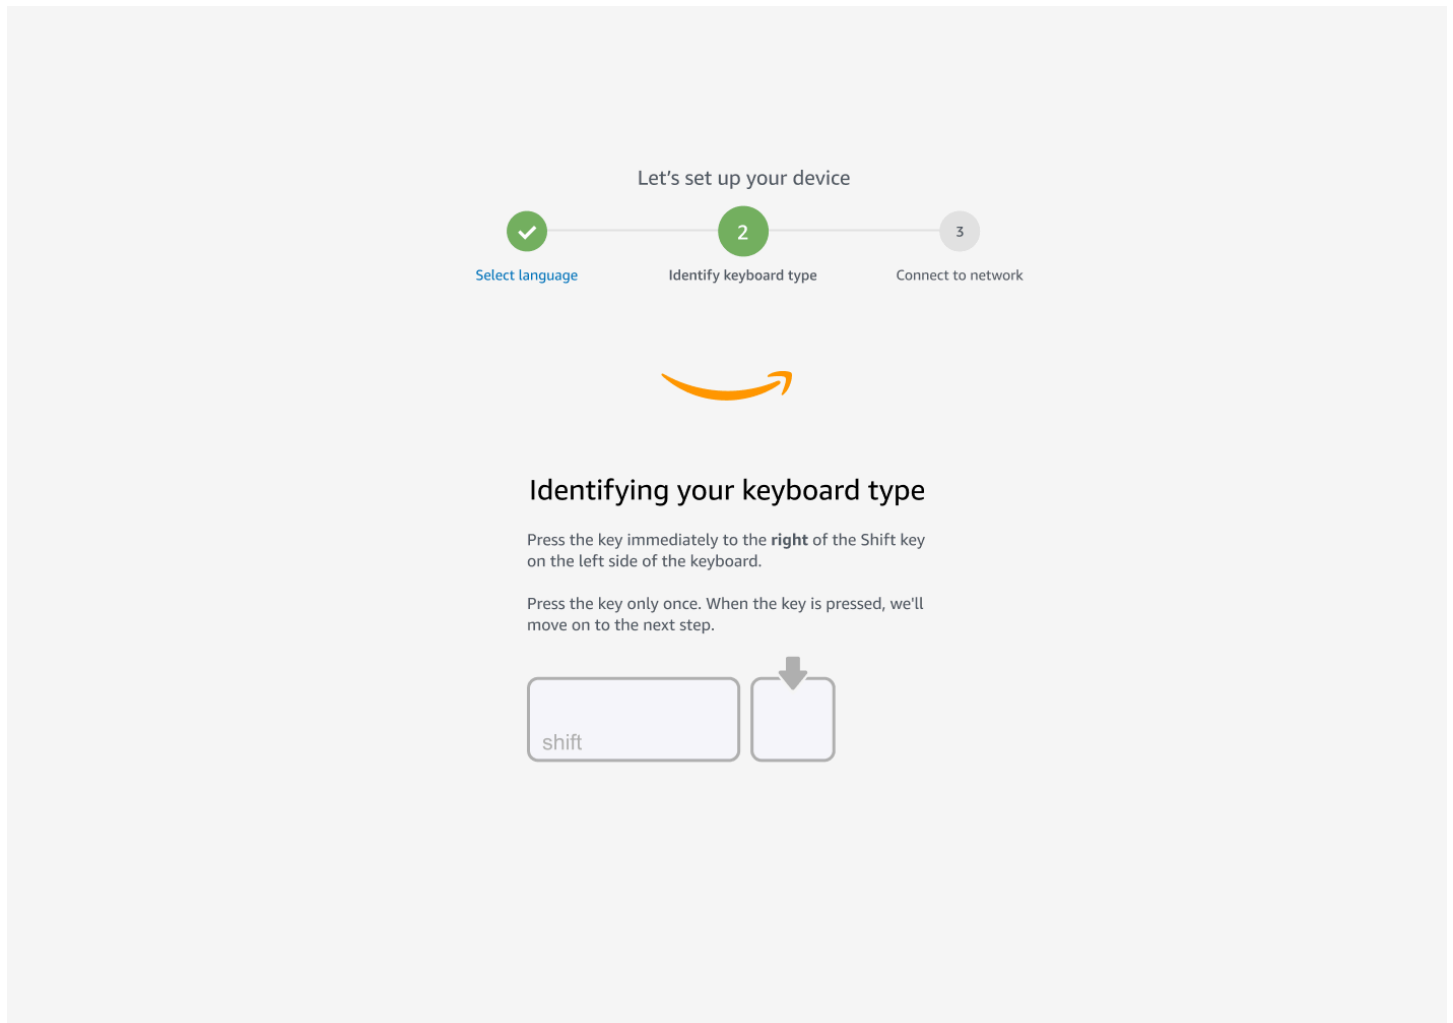 Let's set up your device
2
3
Select language
Identify keyboard type
Connect to network
Identifying your keyboard type
Press the key immediately to the right of the Shift key
on the left side of the keyboard.
Press the key only once. When the key is pressed, we'll
move on to the next step.
shift